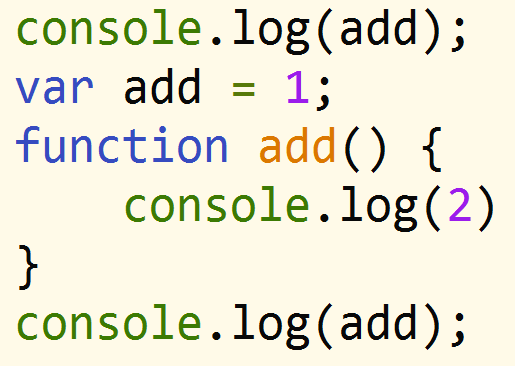 console.log(add);
var add = 1;
function add() {
    console.log(2)
}
console.log(add);